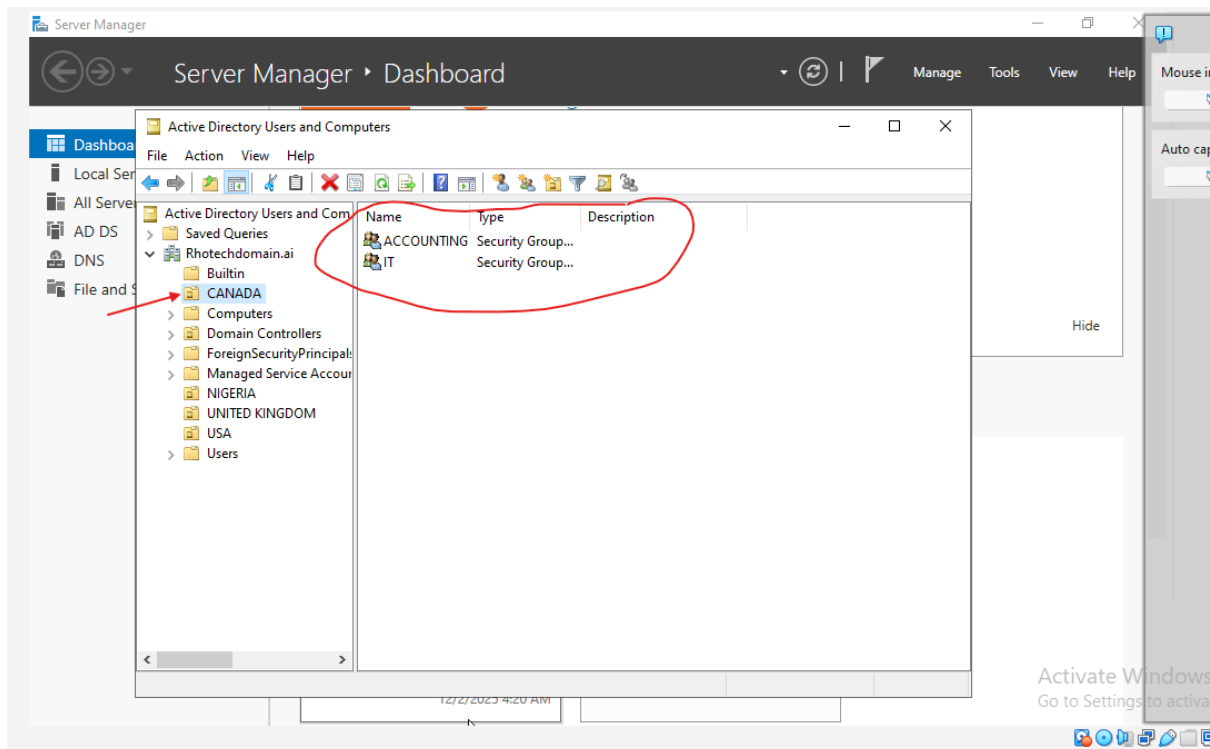 Server Manager
Server Manager ‣ Dashboard
Manage Tools View Help
Mouse in
Auto cap
Dashboa
Local Ser
All Server
AD DS
DNS
File and S
Active Directory Users and Computers
File Action View Help
Active Directory Users and Com
Saved Queries
Rhotechdomain.ai
Builtin
CANADA
Computers
Domain Controllers
ForeignSecurityPrincipals
Managed Service Accour
NIGERIA
UNITED KINGDOM
USA
Users
Name Type Description
ACCOUNTING Security Group...
IT Security Group...
Hide
12/2/2025 4:20 AM
Activate Windows
Go to Settings to activa